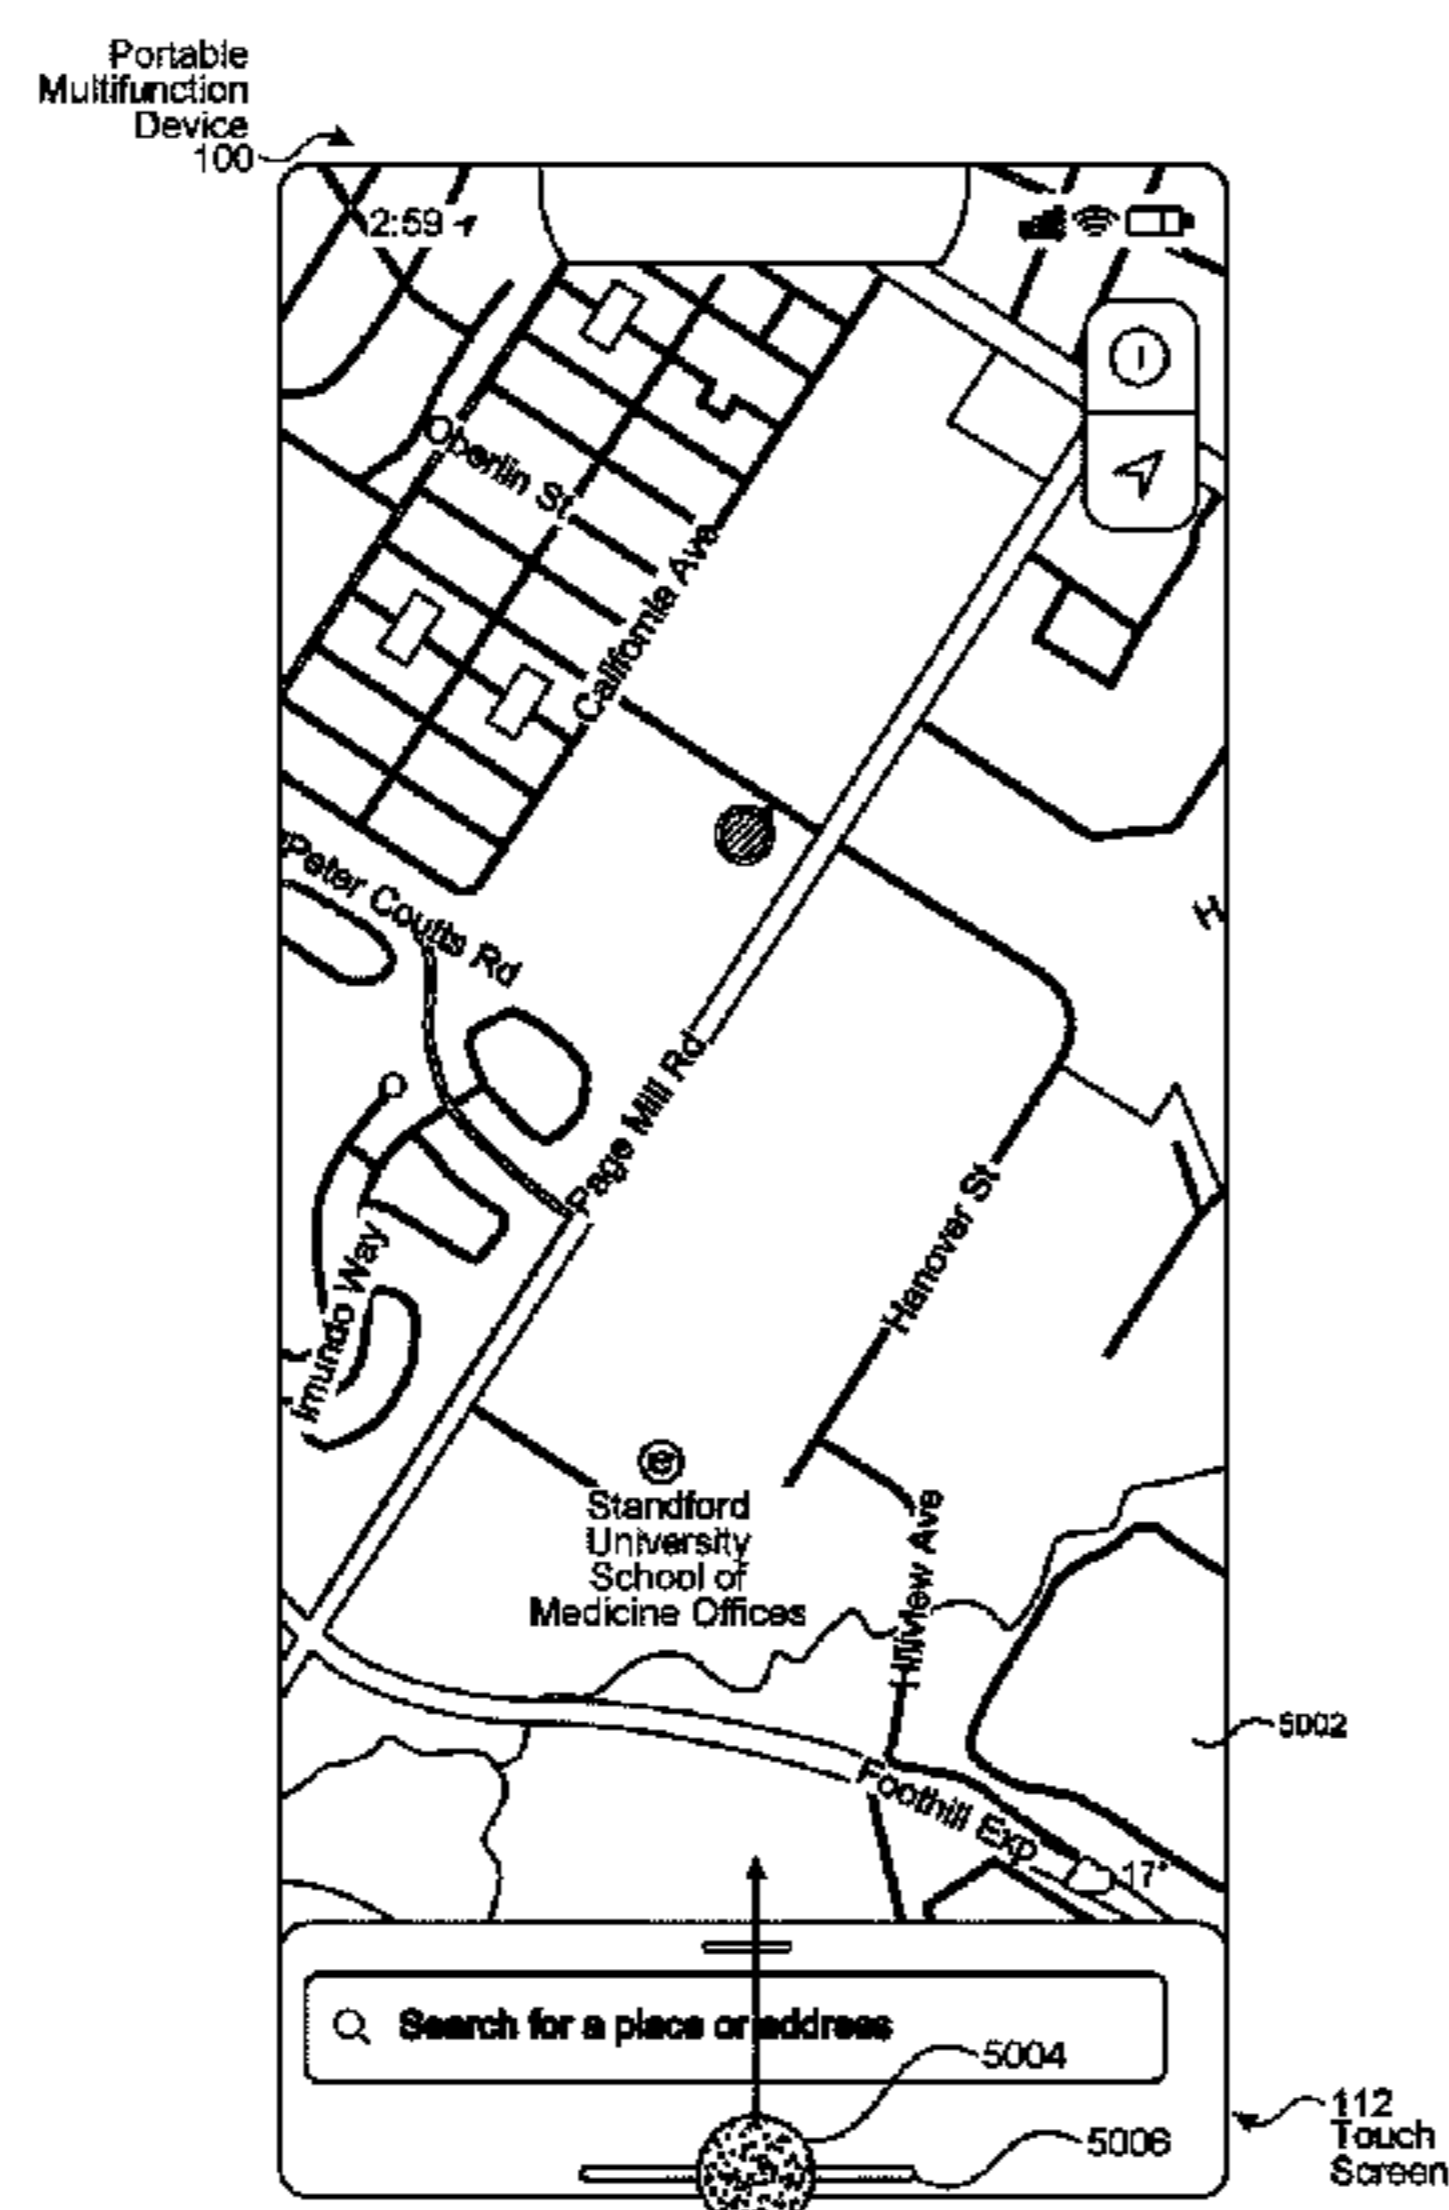 Portable
Multifunction
Device
100
2:59
Oberlin St
California Ave
Peter Coutts Rd
H
Page Mill Rd
Hanover St
Imundo Way
Standford
University
School of
Medicine Offices
Hillview Ave
5002
Foothill Exp
17°
Search for a place or address
5004
5006
112
Touch
Screen